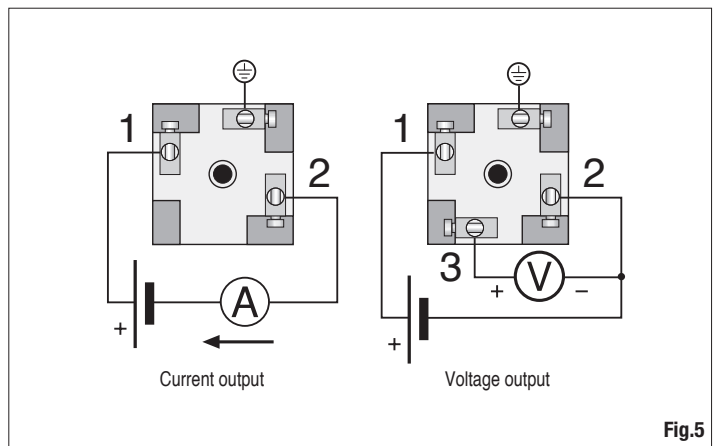 1
2
A
+
Current output
1
2
3
+
V
−
+
Voltage output
Fig.5